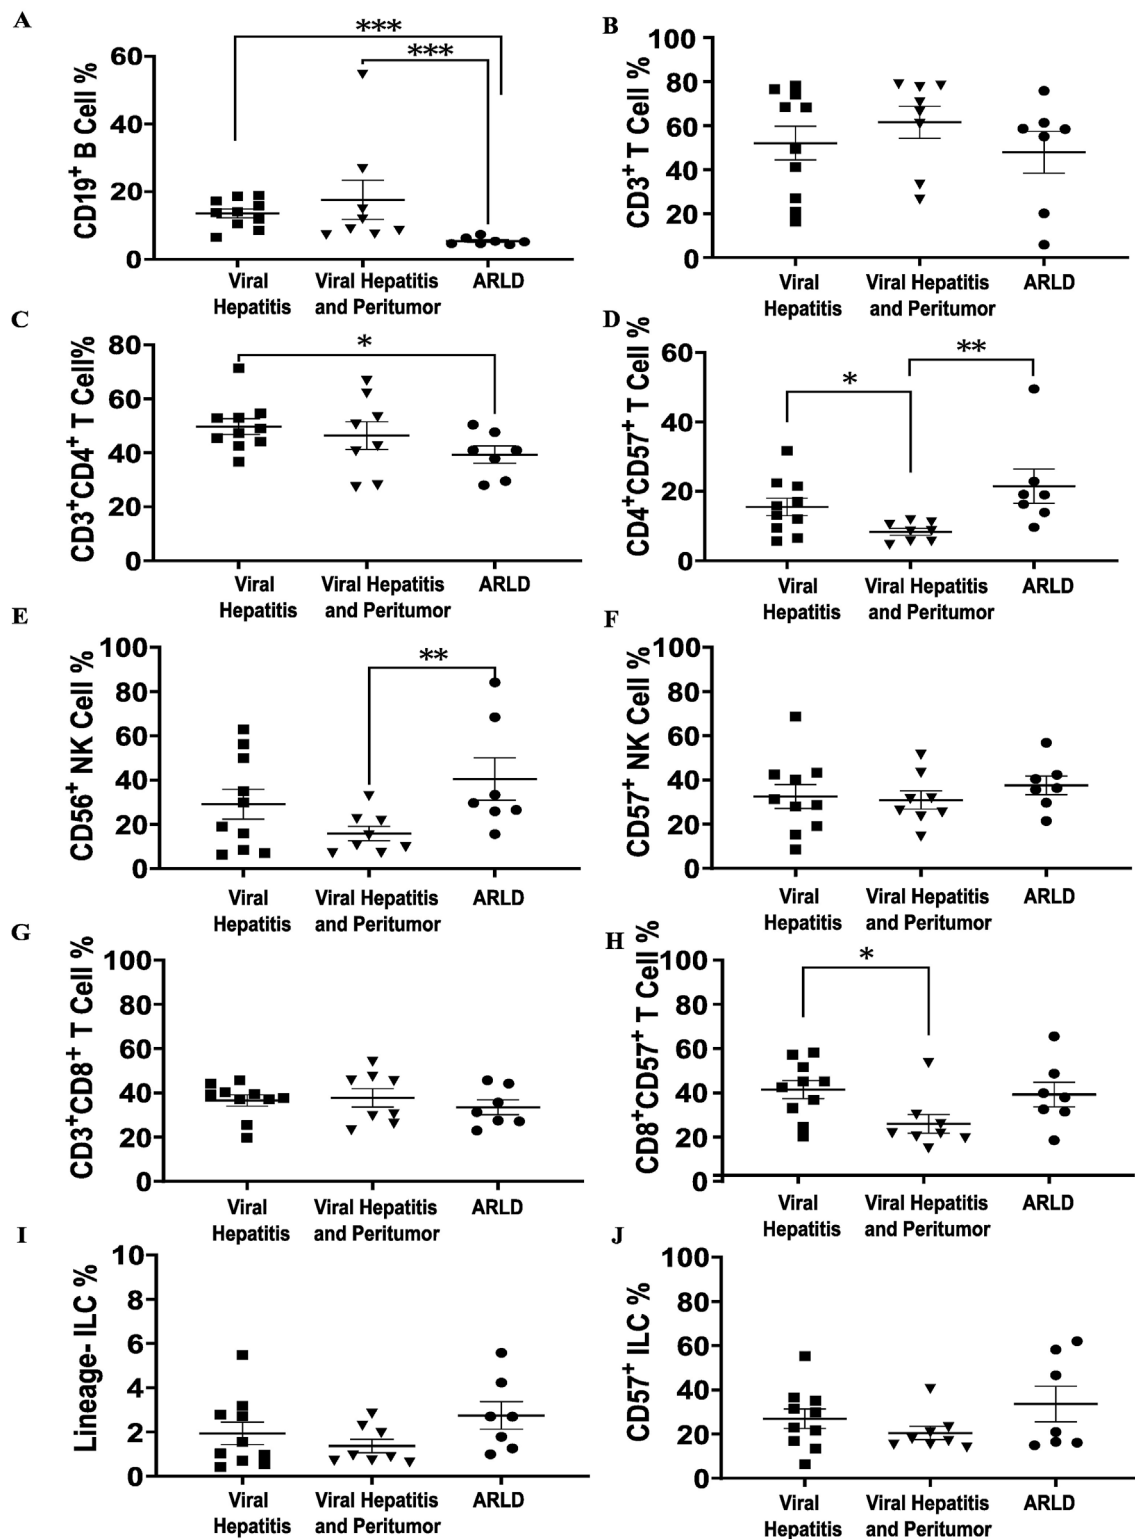 A
CD19+ B Cell %
60
40
20
0
***
***
Viral Hepatitis
Viral Hepatitis and Peritumor
ARLD
B
CD3+ T Cell %
100
80
60
40
20
0
Viral Hepatitis
Viral Hepatitis and Peritumor
ARLD
C
CD3+CD4+ T Cell%
80
60
40
20
0
*
Viral Hepatitis
Viral Hepatitis and Peritumor
ARLD
D
CD4+CD57+ T Cell %
60
40
20
0
*
**
Viral Hepatitis
Viral Hepatitis and Peritumor
ARLD
E
CD56+ NK Cell %
100
80
60
40
20
0
**
Viral Hepatitis
Viral Hepatitis and Peritumor
ARLD
F
CD57+ NK Cell %
100
80
60
40
20
0
Viral Hepatitis
Viral Hepatitis and Peritumor
ARLD
G
CD3+CD8+ T Cell %
100
80
60
40
20
0
Viral Hepatitis
Viral Hepatitis and Peritumor
ARLD
H
CD8+CD57+ T Cell %
100
80
60
40
20
0
*
Viral Hepatitis
Viral Hepatitis and Peritumor
ARLD
I
Lineage- ILC %
10
8
6
4
2
0
Viral Hepatitis
Viral Hepatitis and Peritumor
ARLD
J
CD57+ ILC %
100
80
60
40
20
0
Viral Hepatitis
Viral Hepatitis and Peritumor
ARLD